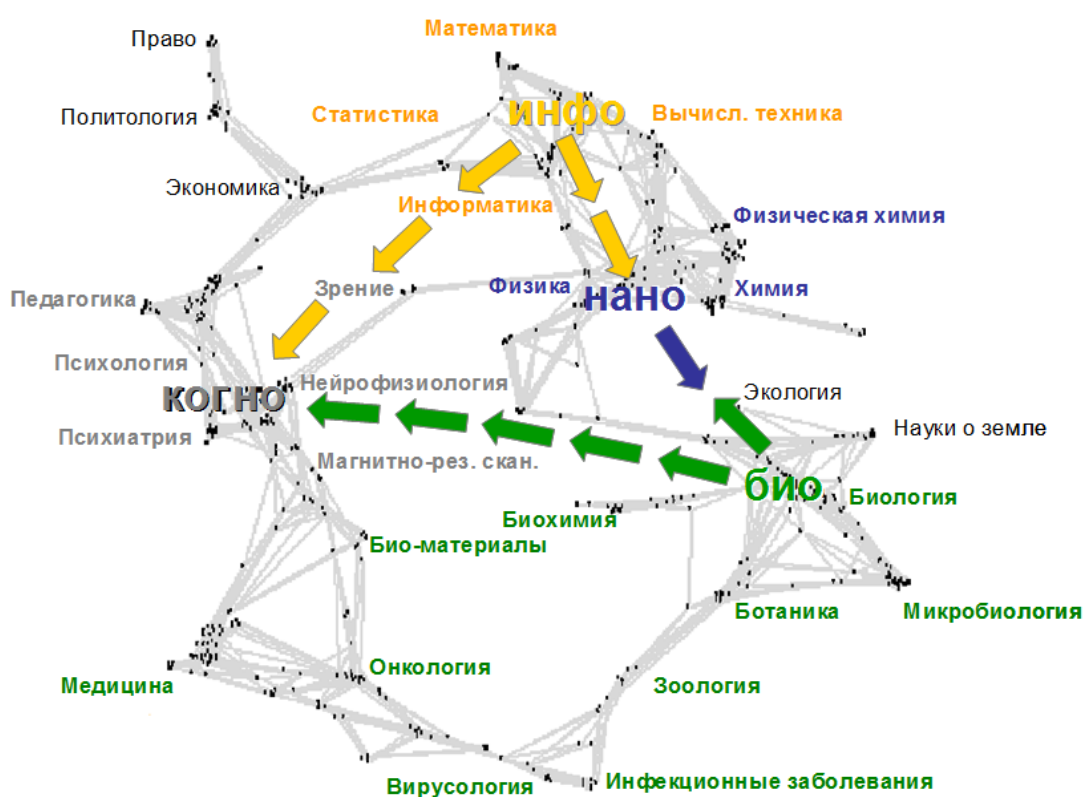 Математика
Право
Статистика
инфо
Вычисл. техника
Политология
Экономика
Информатика
Физическая химия
Педагогика
Зрение
Физика
нано
Химия
Психология
Нейрофизиология
Экология
когно
Психиатрия
Науки о земле
Магнитно-рез. скан.
био
Биология
Биохимия
Био-материалы
Ботаника
Микробиология
Онкология
Медицина
Зоология
Вирусология
Инфекционные заболевания